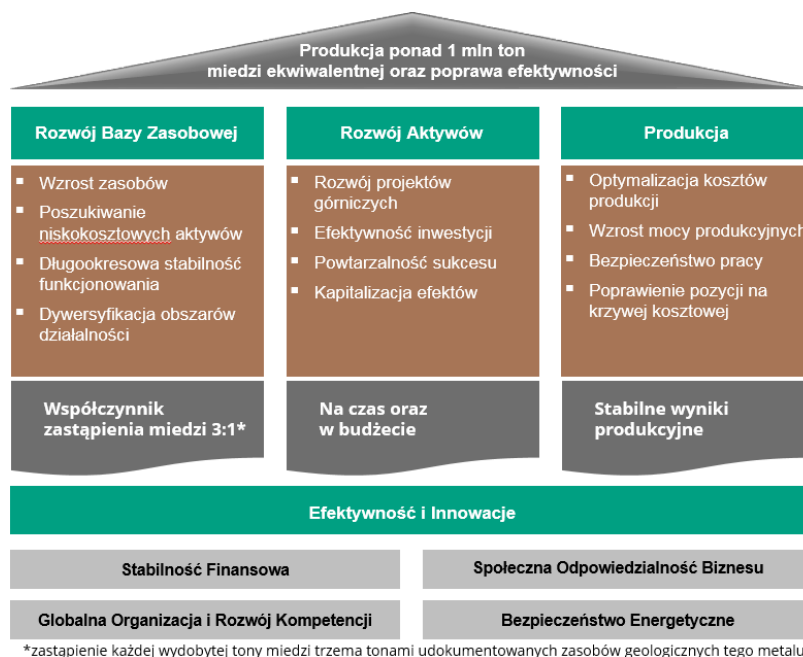 Produkcja ponad 1 mln ton
miedzi ekwiwalentnej oraz poprawa efektywności
Rozwój Bazy Zasobowej
Wzrost zasobów
Poszukiwanie
niskokosztowych aktywów
Długookresowa stabilność
funkcjonowania
Dywersyfikacja obszarów
działalności
Współczynnik
zastąpienia miedzi 3:1*
Rozwój Aktywów
Rozwój projektów
górniczych
Efektywność inwestycji
Powtarzalność sukcesu
Kapitalizacja efektów
Na czas oraz
w budżecie
Produkcja
Optymalizacja kosztów
produkcji
Wzrost mocy produkcyjnych
Bezpieczeństwo pracy
Poprawienie pozycji na
krzywej kosztowej
Stabilne wyniki
produkcyjne
Efektywność i Innowacje
Stabilność Finansowa
Społeczna Odpowiedzialność Biznesu
Globalna Organizacja i Rozwój Kompetencji
Bezpieczeństwo Energetyczne
*zastąpienie każdej wydobytej tony miedzi trzema tonami udokumentowanych zasobów geologicznych tego metalu